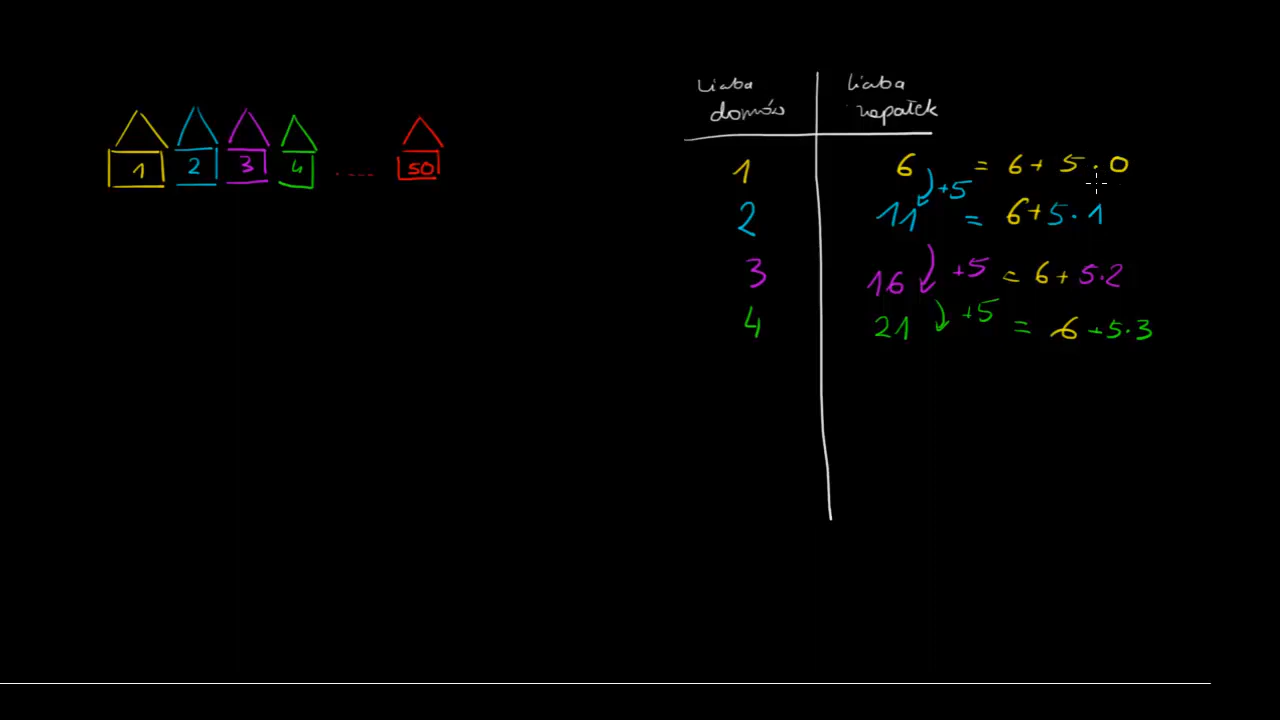 1 2 3 4 .... 50
Liczba domów Liczba zapałek
1 6 = 6 + 5 · 0
+5
2 11 = 6 + 5 · 1
3 16 +5 = 6 + 5 · 2
4 21 +5 = 6 + 5 · 3